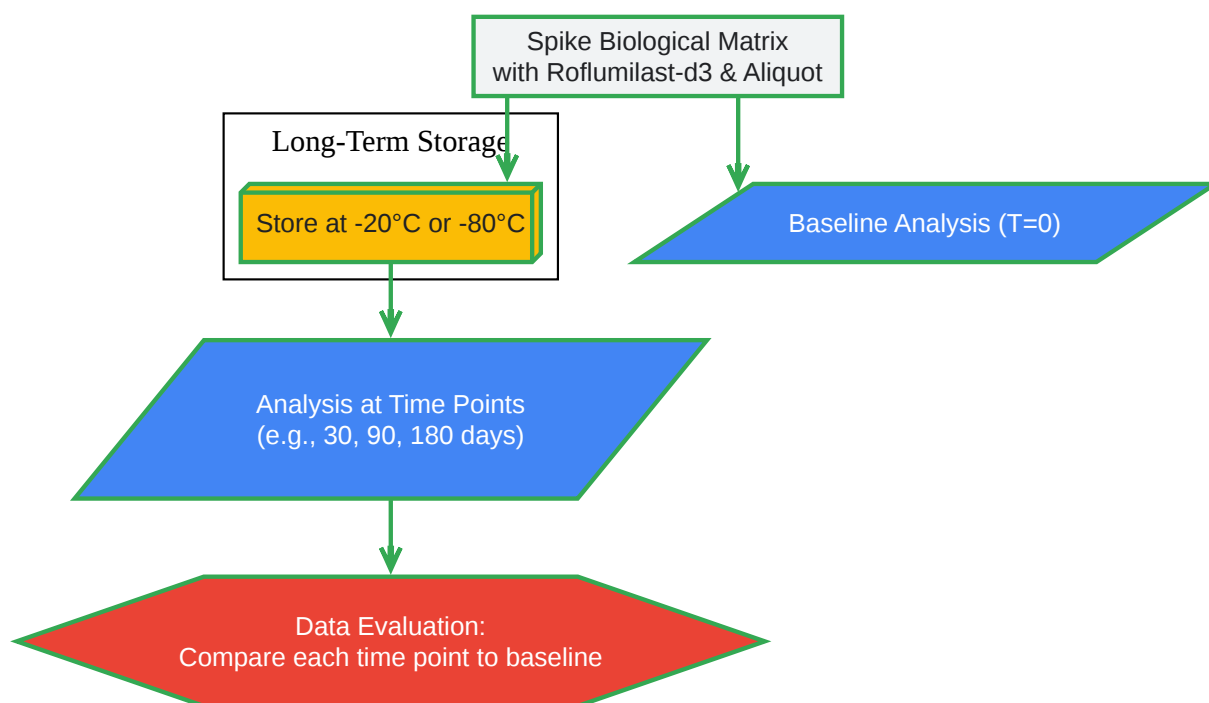 Spike Biological Matrix
with Roflumilast-d3 & Aliquot
Long-Term Storage
Store at -20°C or -80°C
Baseline Analysis (T=0)
Analysis at Time Points
(e.g., 30, 90, 180 days)
Data Evaluation:
Compare each time point to baseline